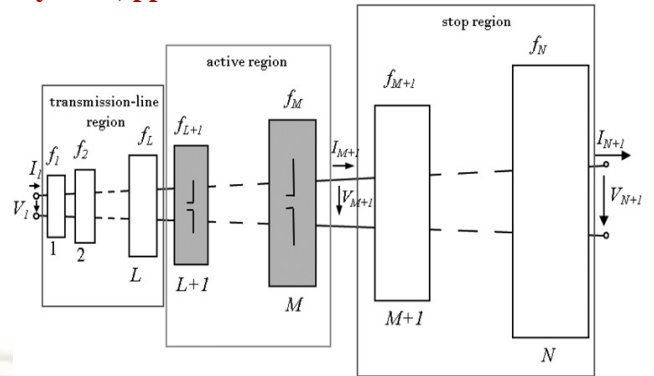 stop region
active region
transmission-line
region
f1
f2
fL
fL+1
fM
fM+1
fN
I1
V1
IM+1
VM+1
IN+1
VN+1
1
2
L
L+1
M
M+1
N